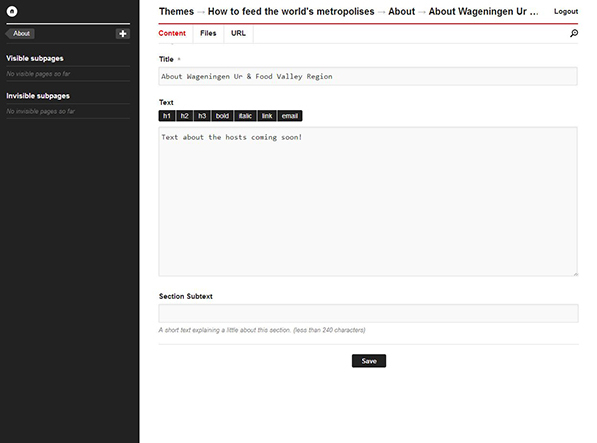 Themes → How to feed the world's metropolises → About → About Wageningen Ur ...
Logout
About
Visible subpages
No visible pages so far
Invisible subpages
No invisible pages so far
Content
Files
URL
Title *
About Wageningen Ur & Food Valley Region
Text
h1 h2 h3 bold italic link email
Text about the hosts coming soon!
Section Subtext
A short text explaining a little about this section. (less than 240 characters)
Save